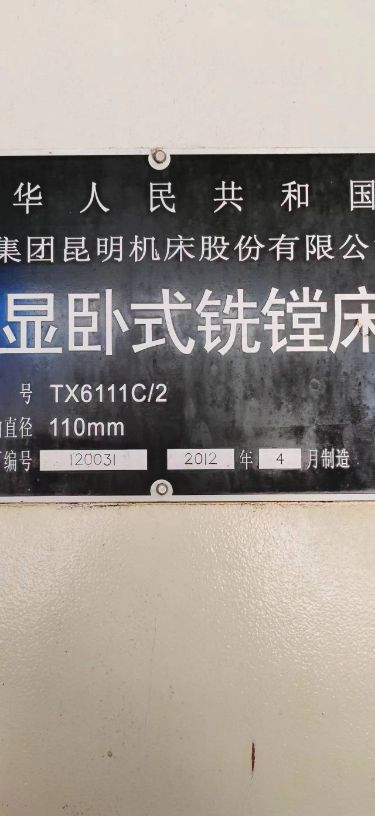 华人民共和国
集团昆明机床股份有限公
显卧式铣镗床
号 TX6111C/2
直径 110mm
编号 120031 2012 年 4 月制造